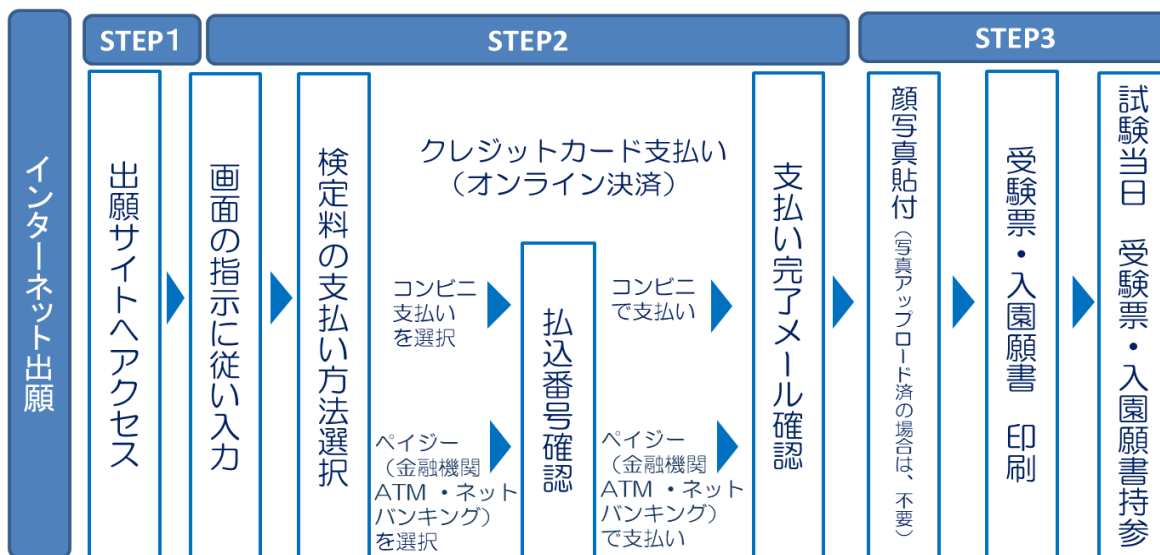 インターネット出願
STEP1
STEP2
STEP3
出願サイトへアクセス
画面の指示に従い入力
検定料の支払い方法選択
クレジットカード支払い
（オンライン決済）
コンビニ
支払い
を選択
ペイジー
（金融機関
ATM ・ネット
バンキング）
を選択
払込番号確認
コンビニ
で支払い
ペイジー
（金融機関
ATM ・ネット
バンキング）
で支払い
支払い完了メール確認
顔写真貼付（写真アップロード済の場合は、不要）
受験票・入園願書　印刷
試験当日　受験票・入園願書持参